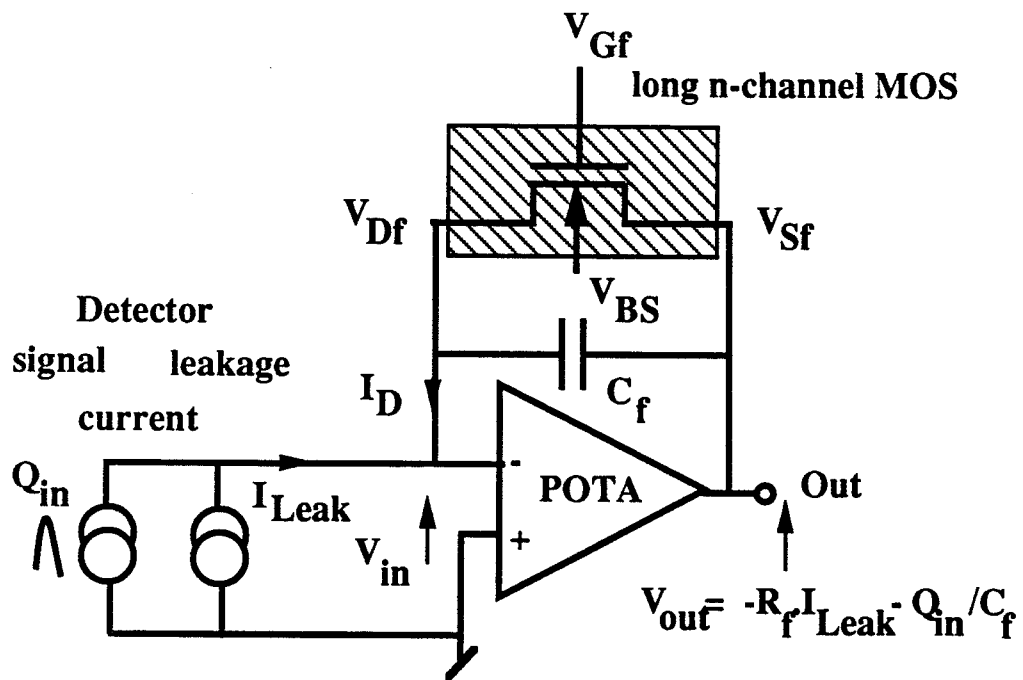 V_Gf
long n-channel MOS
V_Df
V_Sf
V_BS
Detector
signal leakage
current
I_D
C_f
Q_in
I_Leak
-
POTA
Out
V_in
+
V_out= -R_f.I_Leak- Q_in/C_f